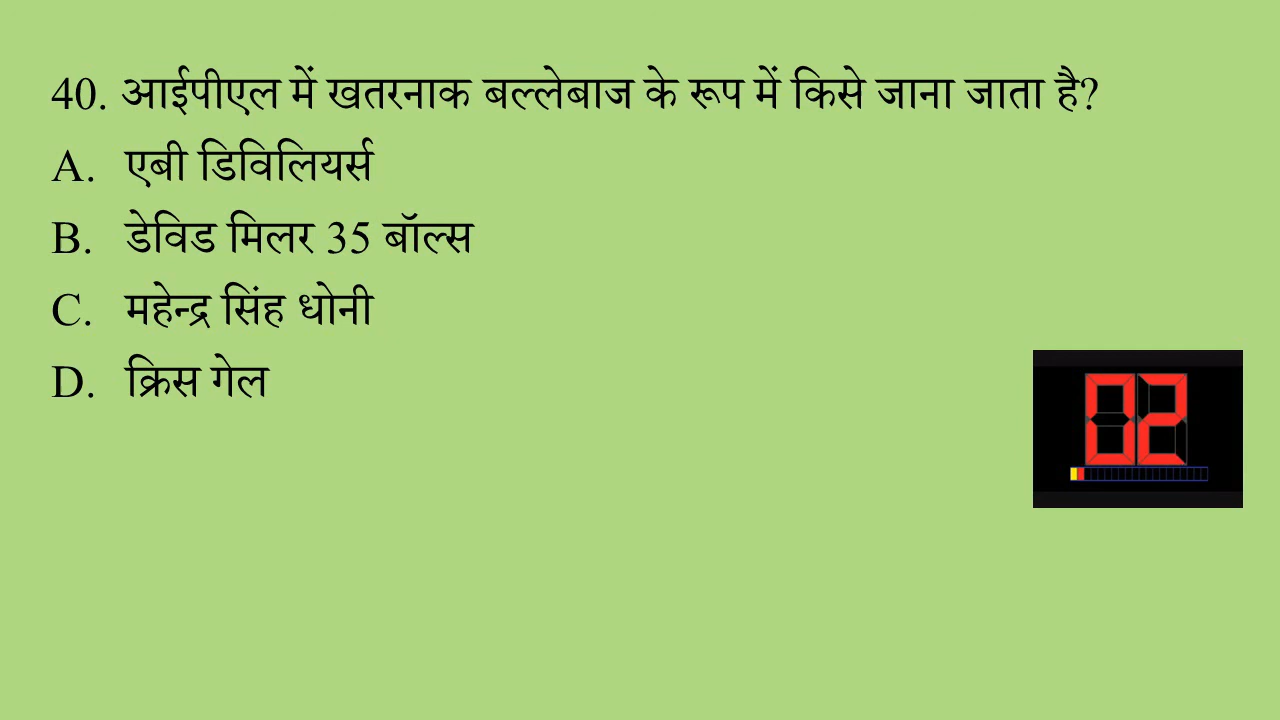 40. आईपीएल में खतरनाक बल्लेबाज के रूप में किसे जाना जाता है?
A. एबी डिविलियर्स
B. डेविड मिलर 35 बॉल्स
C. महेन्द्र सिंह धोनी
D. क्रिस गेल
02